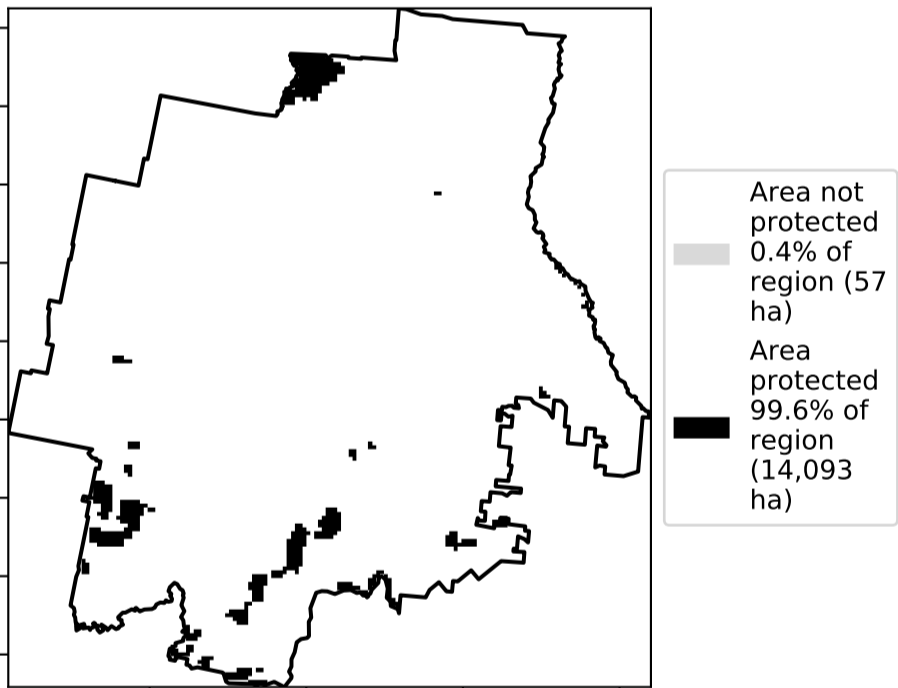 Area not
protected
0.4% of
region (57
ha)
Area
protected
99.6% of
region
(14,093
ha)